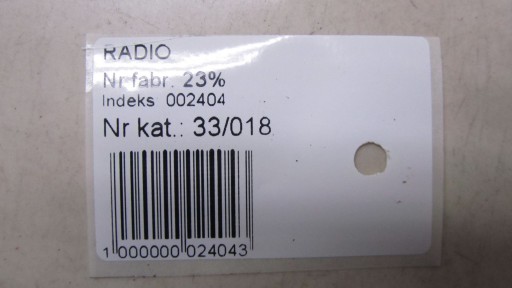 RADIO
Nr fabr. 23%
Indeks 002404
Nr kat.: 33/018
1 000000 024043